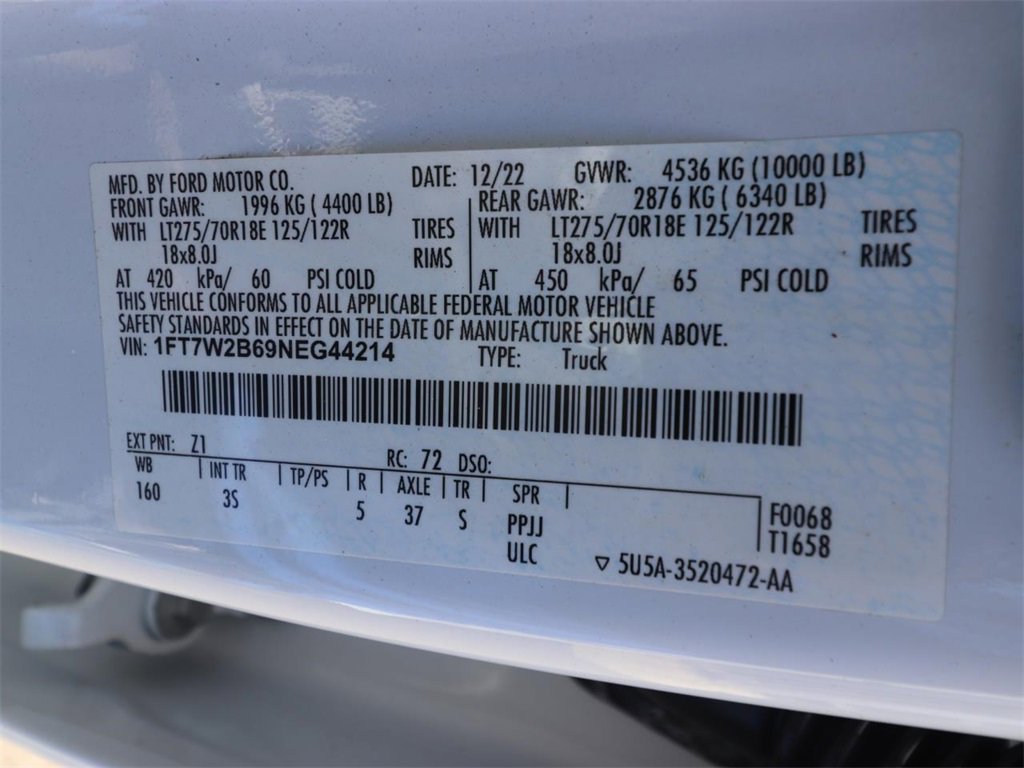 MFD. BY FORD MOTOR CO. DATE: 12/22 GVWR: 4536 KG (10000 LB)
FRONT GAWR: 1996 KG ( 4400 LB) REAR GAWR: 2876 KG ( 6340 LB)
WITH LT275/70R18E 125/122R TIRES WITH LT275/70R18E 125/122R TIRES
18x8.0J RIMS 18x8.0J RIMS
AT 420 kPa/ 60 PSI COLD AT 450 kPa/ 65 PSI COLD
THIS VEHICLE CONFORMS TO ALL APPLICABLE FEDERAL MOTOR VEHICLE
SAFETY STANDARDS IN EFFECT ON THE DATE OF MANUFACTURE SHOWN ABOVE.
VIN: 1FT7W2B69NEG44214 TYPE: Truck
EXT PNT: Z1 RC: 72 DSO:
WB INT TR TP/PS R AXLE TR SPR
160 3S 5 37 S PPJJ F0068
ULC T1658
▽ 5U5A-3520472-AA